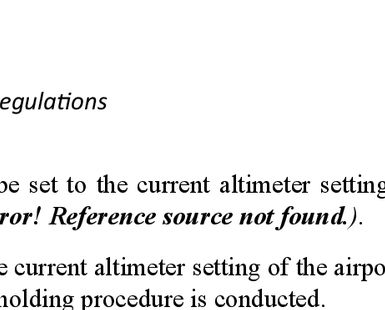 egulations
be set to the current altimeter setting
ror! Reference source not found.).
e current altimeter setting of the airpo
holding procedure is conducted.